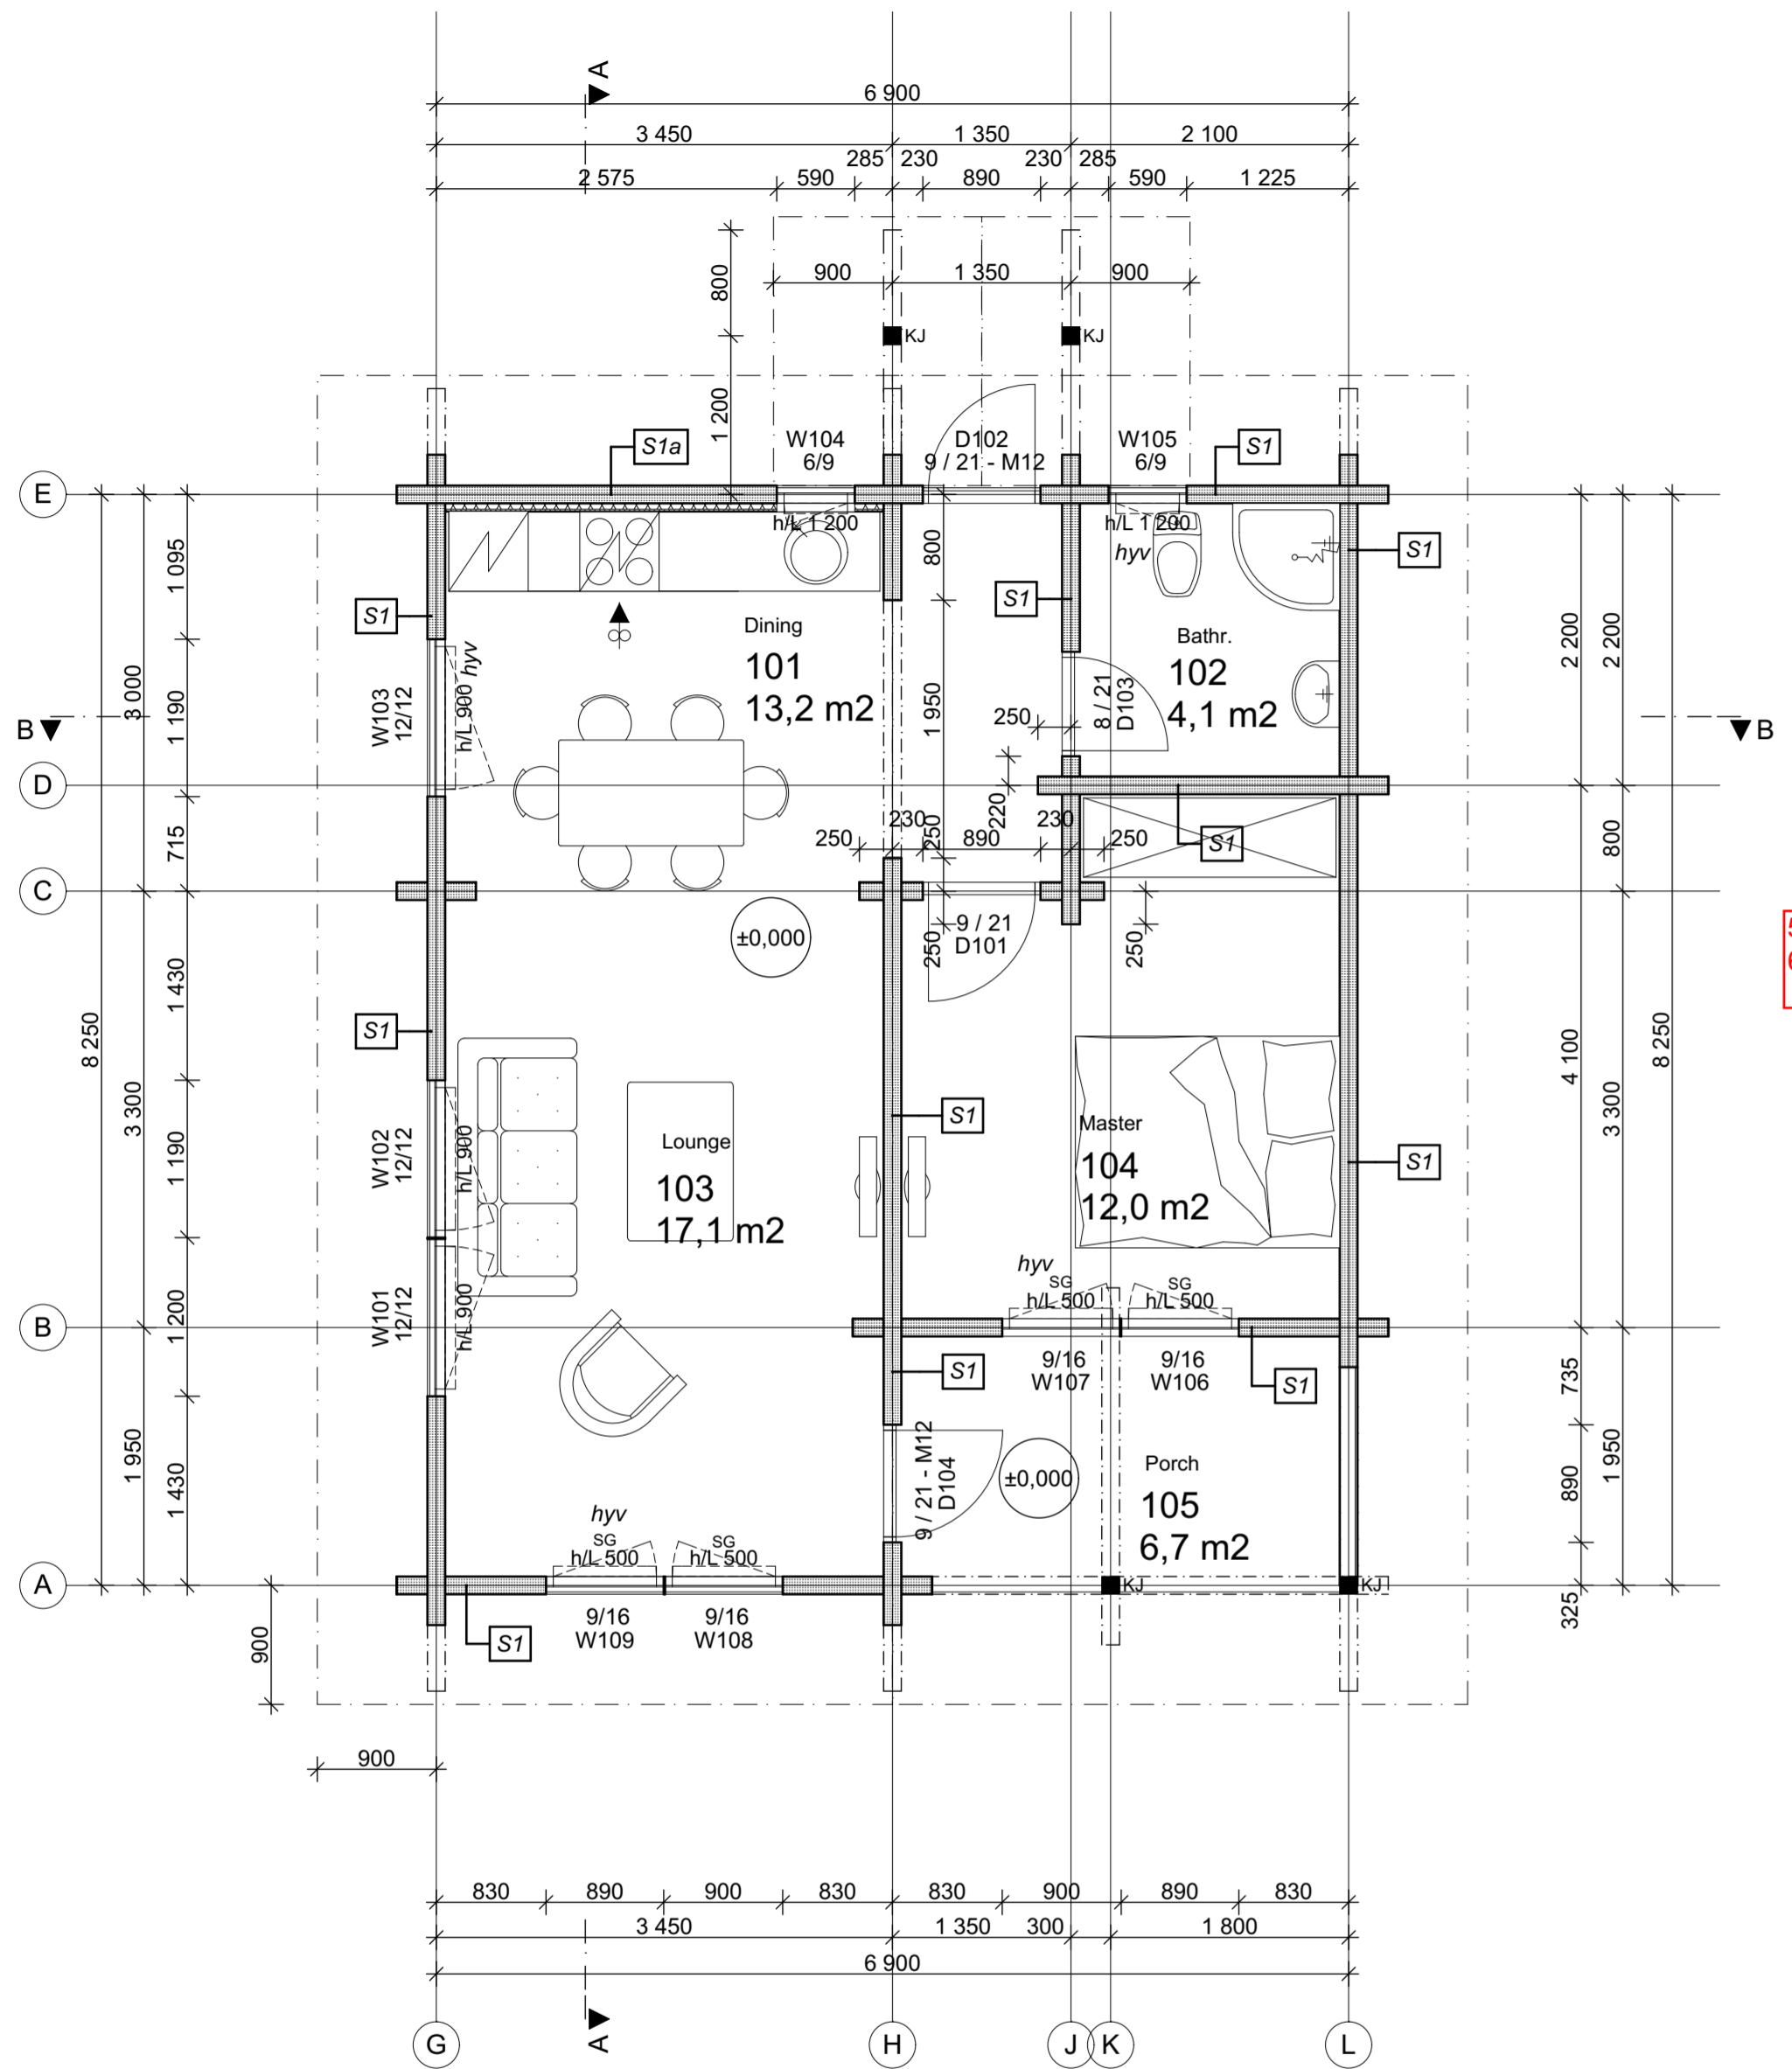 A
6 900
3 450
1 350
2 100
285
230
230
285
2 575
590
890
590
1 225
800
900
1 350
900
KJ
KJ
1 200
S1a
W104
6/9
D102
9 / 21 - M12
W105
6/9
S1
E
h/L 1 200
h/L 1 200
hyv
1 095
800
S1
S1
S1
2 200
2 200
Dining
101
13,2 m2
Bathr.
102
4,1 m2
hyv
h/L 900
W103
12/12
3 000
1 190
1 950
8 / 21
D103
250
B
B
D
220
715
230
250
890
230
250
250
S1
800
C
±0,000
9 / 21
D101
250
250
1 430
S1
8 250
8 250
4 100
3 300
3 300
S1
Lounge
103
17,1 m2
Master
104
12,0 m2
S1
W102
12/12
h/L 900
1 190
hyv
SG
h/L 500
SG
h/L 500
W101
12/12
h/L 900
1 200
B
9/16
W107
9/16
W106
S1
S1
735
1 950
1 430
9 / 21 - M12
D104
±0,000
Porch
105
6,7 m2
890
1 950
hyv
SG
h/L 500
SG
h/L 500
A
KJ
KJ
325
9/16
W109
9/16
W108
S1
900
900
830
890
900
830
830
900
890
830
3 450
1 350
300
1 800
6 900
A
G
H
J
K
L